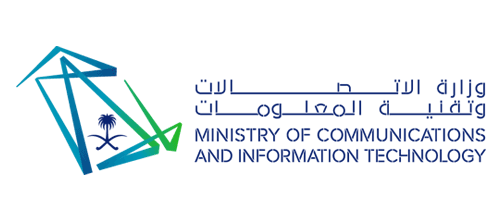 وزارة الاتصالات
وتقنية المعلومات
MINISTRY OF COMMUNICATIONS
AND INFORMATION TECHNOLOGY